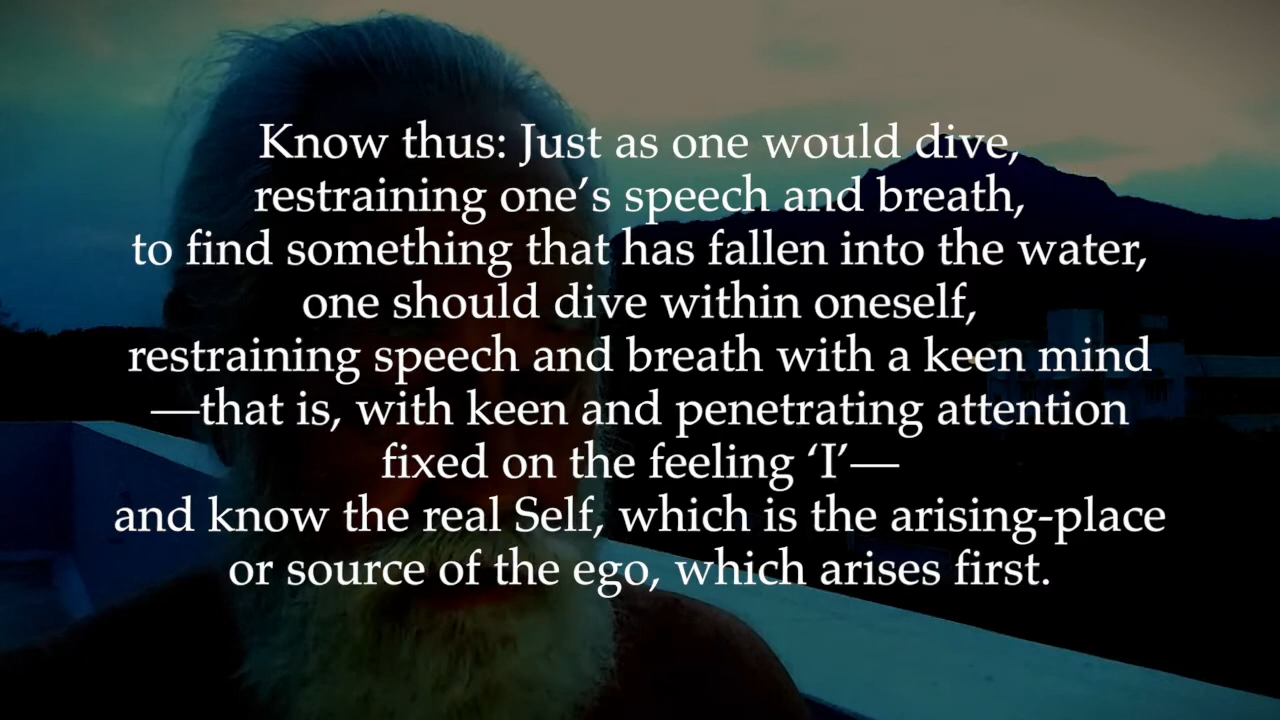 Know thus: Just as one would dive,
restraining one’s speech and breath,
to find something that has fallen into the water,
one should dive within oneself,
restraining speech and breath with a keen mind
—that is, with keen and penetrating attention
fixed on the feeling ‘I’—
and know the real Self, which is the arising-place
or source of the ego, which arises first.